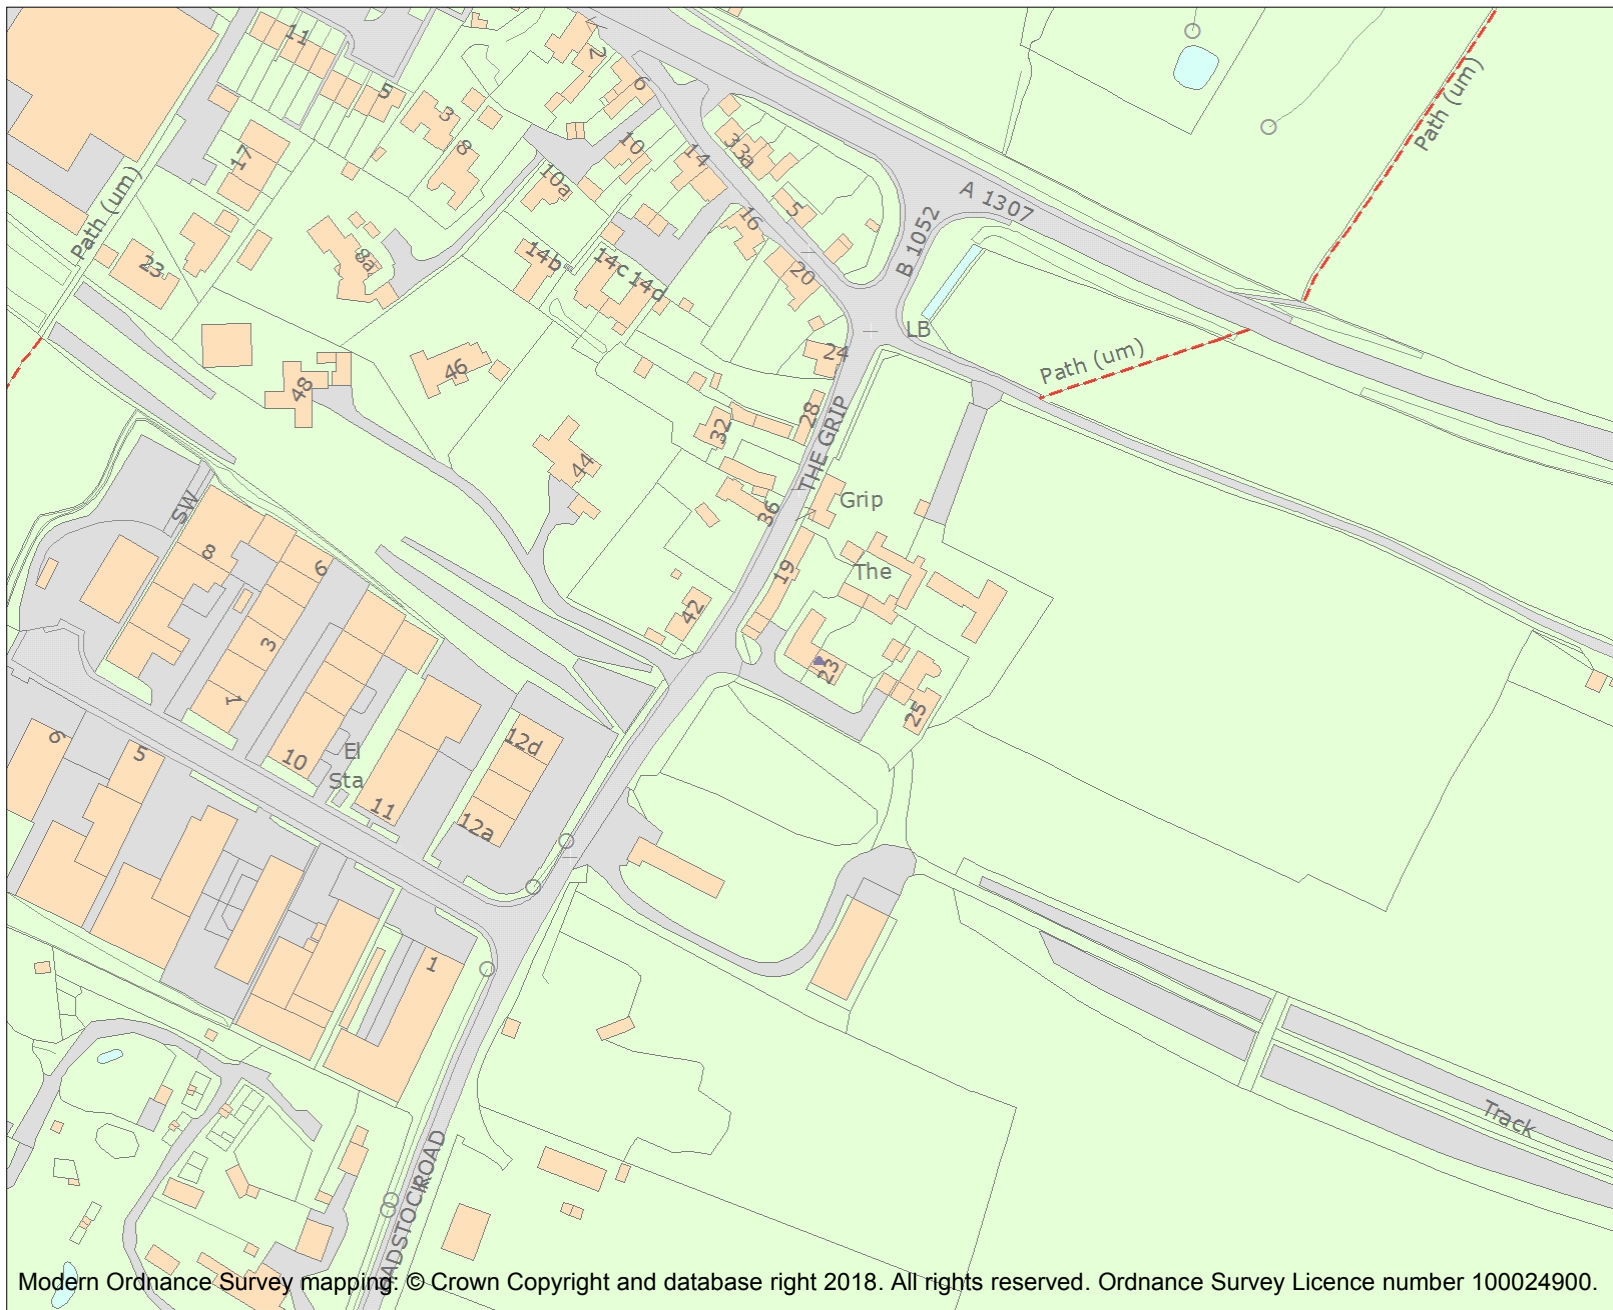 11
2
5
6
3
8
33a
10
14
17
Path (um)
Path (um)
10a
A 1307
5
16
B 1052
8a
14b
14c
14d
23
20
LB
24
Path (um)
46
48
28
32
THE GRIP
44
Grip
36
SW
8
6
19
The
42
3
23
1
25
6
5
12d
El
Sta
10
11
12a
1
Track
ADSTOCK ROAD
Modern Ordnance Survey mapping: © Crown Copyright and database right 2018. All rights reserved. Ordnance Survey Licence number 100024900.